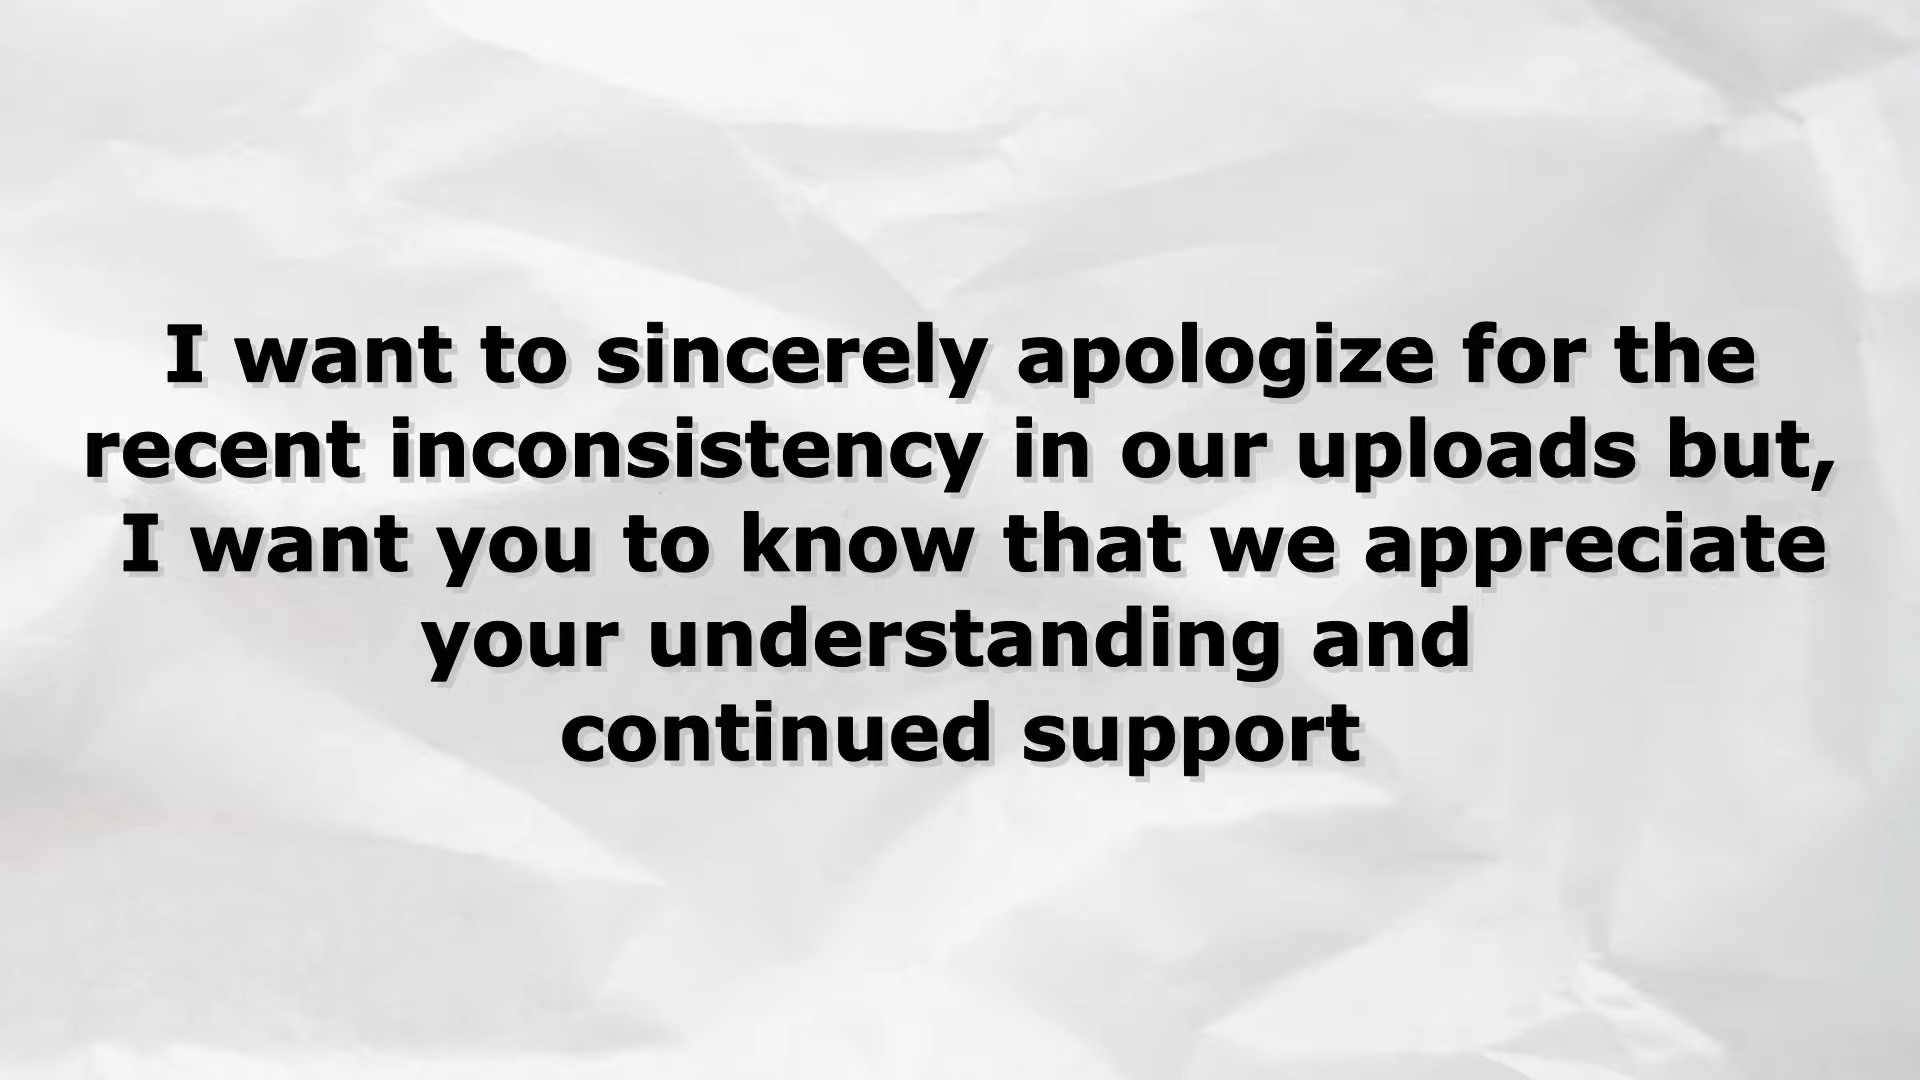 I want to sincerely apologize for the
recent inconsistency in our uploads but,
I want you to know that we appreciate
your understanding and
continued support